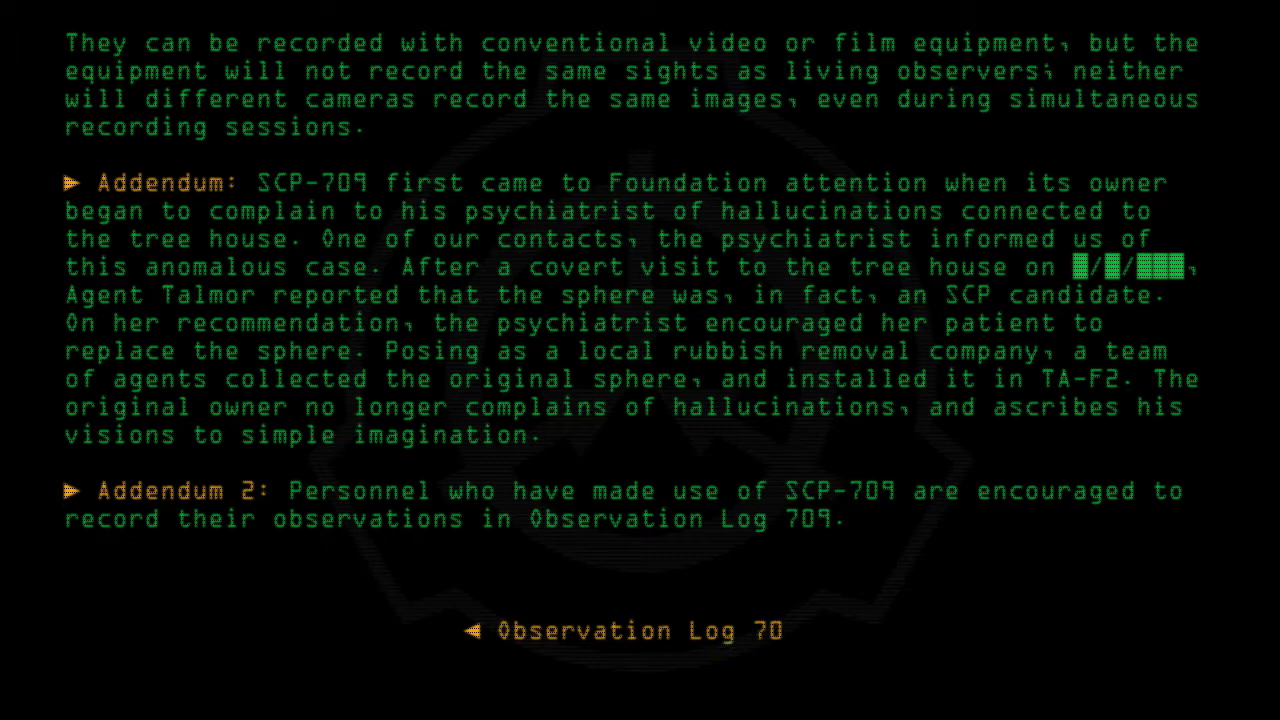 They can be recorded with conventional video or film equipment, but the
equipment will not record the same sights as living observers; neither
will different cameras record the same images, even during simultaneous
recording sessions.
► Addendum: SCP-709 first came to Foundation attention when its owner
began to complain to his psychiatrist of hallucinations connected to
the tree house. One of our contacts, the psychiatrist informed us of
this anomalous case. After a covert visit to the tree house on █/█/███,
Agent Talmor reported that the sphere was, in fact, an SCP candidate.
On her recommendation, the psychiatrist encouraged her patient to
replace the sphere. Posing as a local rubbish removal company, a team
of agents collected the original sphere, and installed it in TA-F2. The
original owner no longer complains of hallucinations, and ascribes his
visions to simple imagination.
► Addendum 2: Personnel who have made use of SCP-709 are encouraged to
record their observations in Observation Log 709.
◄ Observation Log 70